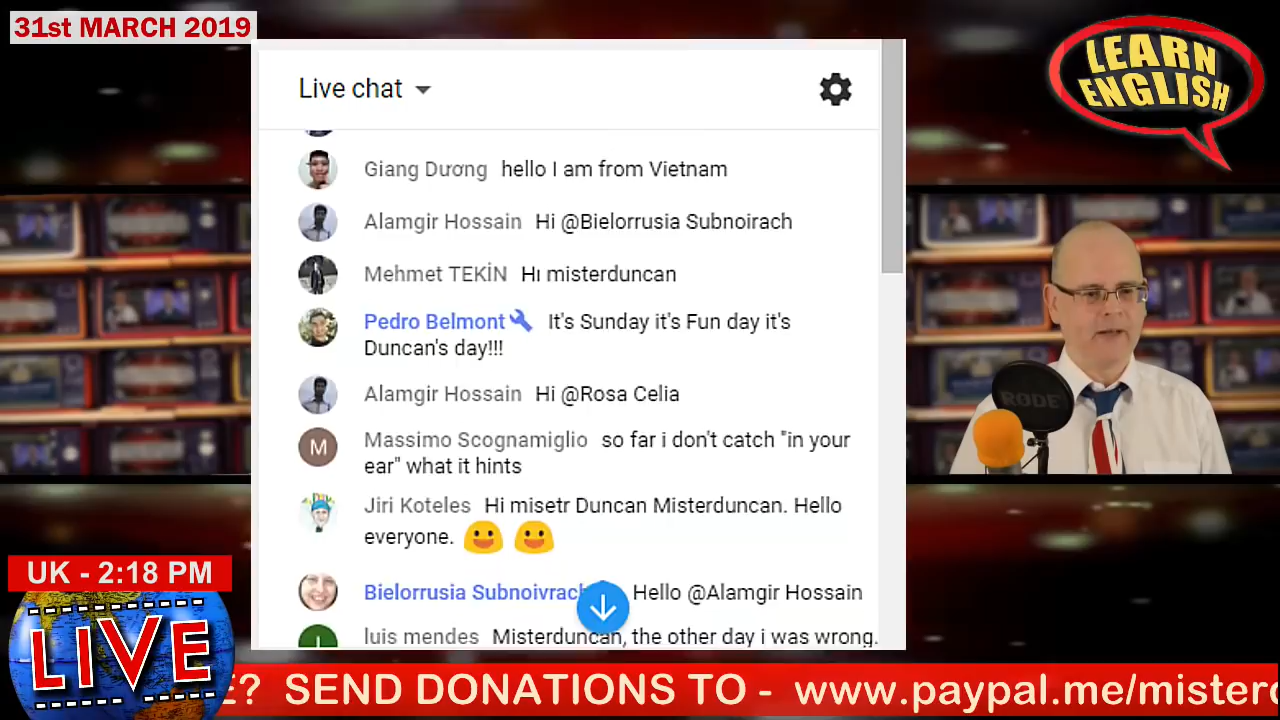 31st MARCH 2019
LEARN
ENGLISH
Live chat
Giang Dương hello I am from Vietnam
Alamgir Hossain Hi @Bielorrusia Subnoirach
Mehmet TEKİN Hı misterduncan
Pedro Belmont It's Sunday it's Fun day it's
Duncan's day!!!
Alamgir Hossain Hi @Rosa Celia
M
Massimo Scognamiglio so far i don't catch "in your
ear" what it hints
Jiri Koteles Hi misetr Duncan Misterduncan. Hello
everyone.
Bielorrusia Subnoivrach Hello @Alamgir Hossain
luis mendes Misterduncan, the other day i was wrong.
RODE
UK - 2:18 PM
LIVE
E? SEND DONATIONS TO - www.paypal.me/misterd